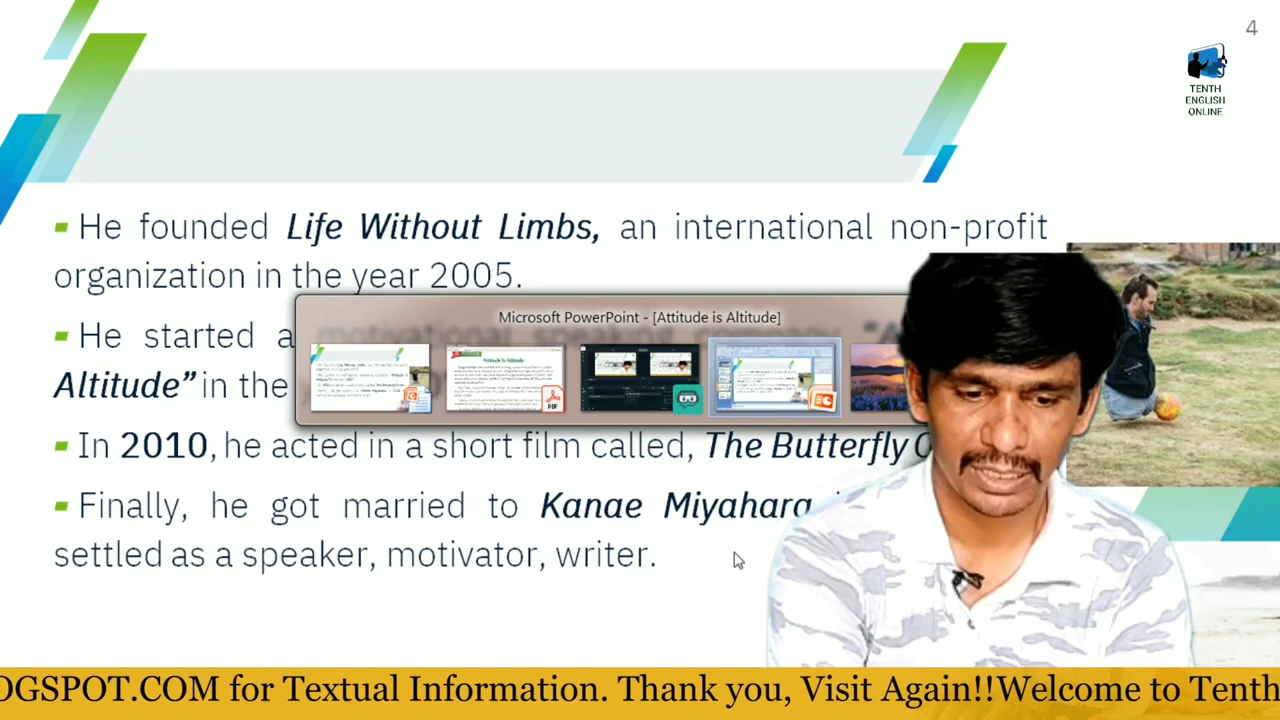 4
TENTH
ENGLISH
ONLINE
He founded Life Without Limbs, an international non-profit
organization in the year 2005.
Microsoft PowerPoint - [Attitude is Altitude]
He started a motivational speaking company
Altitude” in the
In 2010, he acted in a short film called, The Butterfly
Finally, he got married to Kanae Miyahara
settled as a speaker, motivator, writer.
OGSPOT.COM for Textual Information. Thank you, Visit Again!!Welcome to Tenth